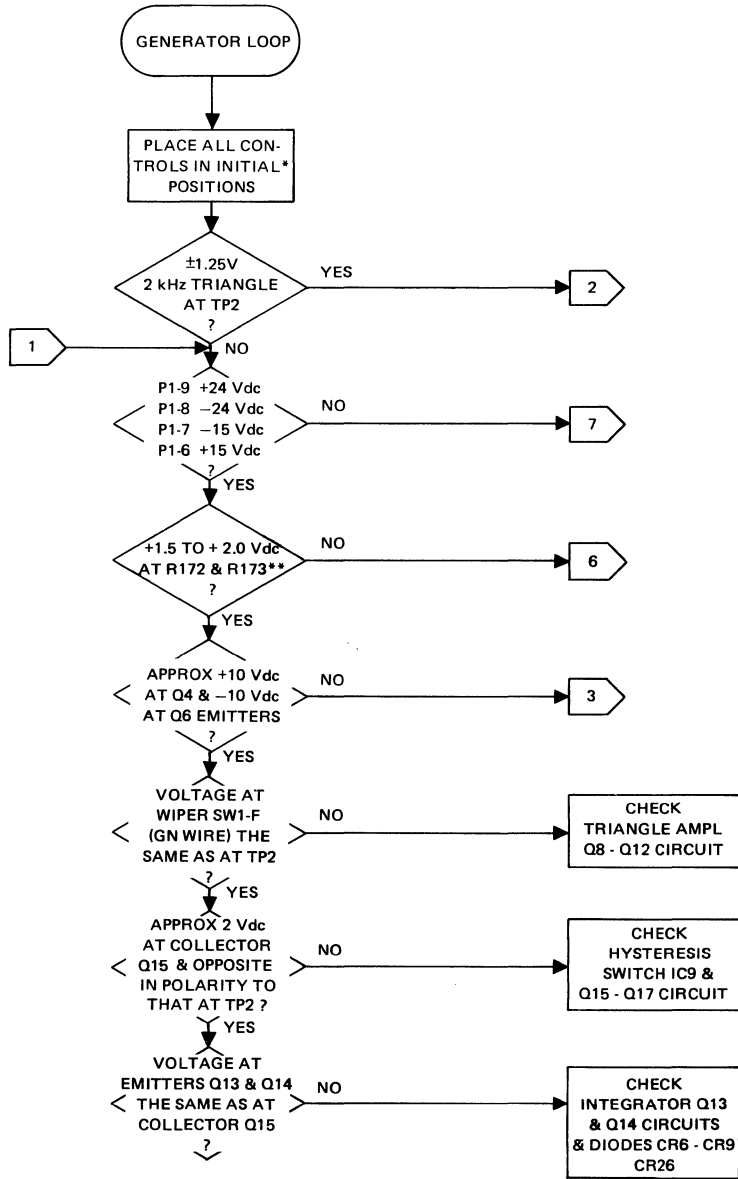 GENERATOR LOOP
PLACE ALL CON-
TROLS IN INITIAL*
POSITIONS
±1.25V
2 kHz TRIANGLE
AT TP2
?
YES
2
1
NO
P1-9 +24 Vdc
P1-8 −24 Vdc
P1-7 −15 Vdc
P1-6 +15 Vdc
?
NO
7
YES
+1.5 TO + 2.0 Vdc
AT R172 & R173**
?
NO
6
YES
APPROX +10 Vdc
AT Q4 & −10 Vdc
AT Q6 EMITTERS
?
NO
3
YES
VOLTAGE AT
WIPER SW1-F
(GN WIRE) THE
SAME AS AT TP2
?
NO
CHECK
TRIANGLE AMPL
Q8 - Q12 CIRCUIT
YES
APPROX 2 Vdc
AT COLLECTOR
Q15 & OPPOSITE
IN POLARITY TO
THAT AT TP2 ?
NO
CHECK
HYSTERESIS
SWITCH IC9 &
Q15 - Q17 CIRCUIT
YES
VOLTAGE AT
EMITTERS Q13 & Q14
THE SAME AS AT
COLLECTOR Q15
?
NO
CHECK
INTEGRATOR Q13
& Q14 CIRCUITS
& DIODES CR6 - CR9
CR26